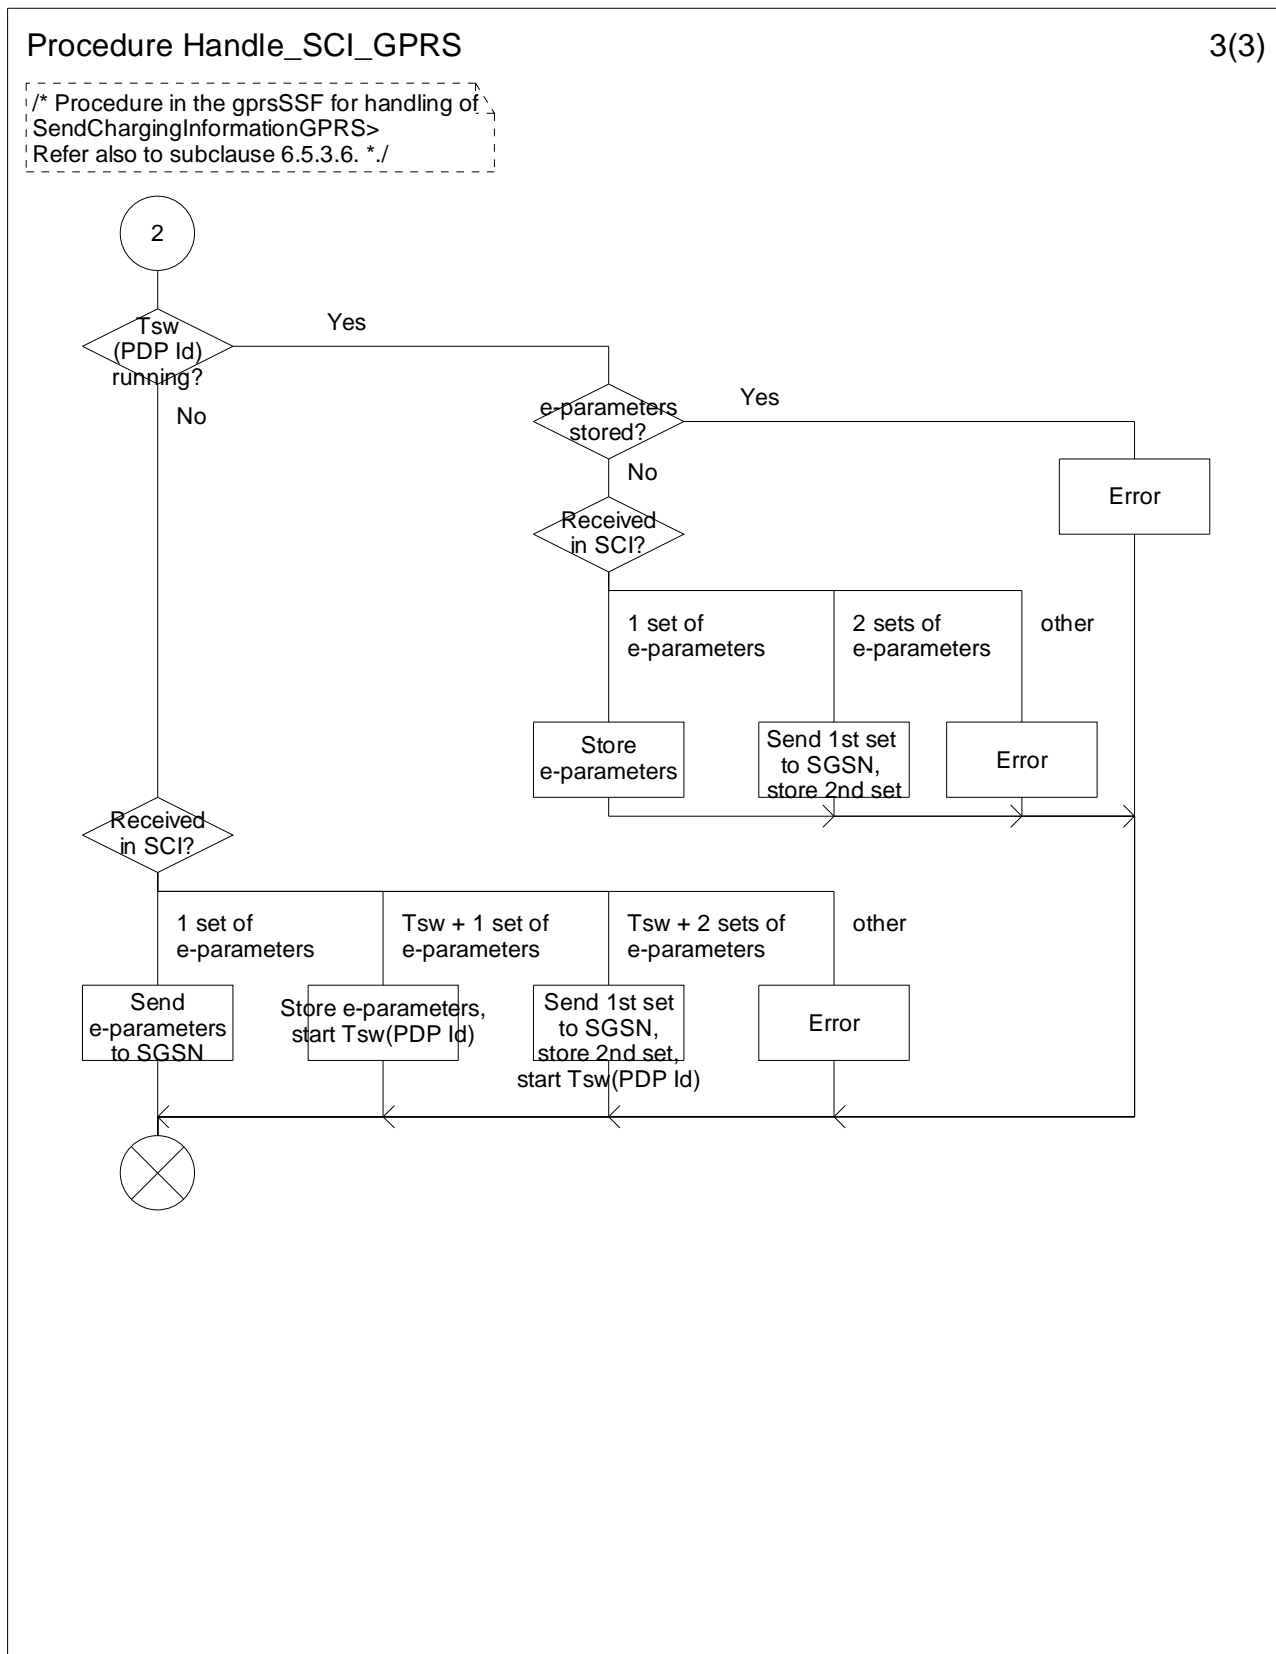 Procedure Handle_SCI_GPRS
3(3)
/* Procedure in the gprsSSF for handling of
SendChargingInformationGPRS>
Refer also to subclause 6.5.3.6. *./
2
Tsw
(PDP Id)
running?
Yes
No
e-parameters
stored?
Yes
No
Error
Received
in SCI?
1 set of
e-parameters
2 sets of
e-parameters
other
Store
e-parameters
Send 1st set
to SGSN,
store 2nd set
Error
Received
in SCI?
1 set of
e-parameters
Tsw + 1 set of
e-parameters
Tsw + 2 sets of
e-parameters
other
Send
e-parameters
to SGSN
Store e-parameters,
start Tsw(PDP Id)
Send 1st set
to SGSN,
store 2nd set,
start Tsw(PDP Id)
Error